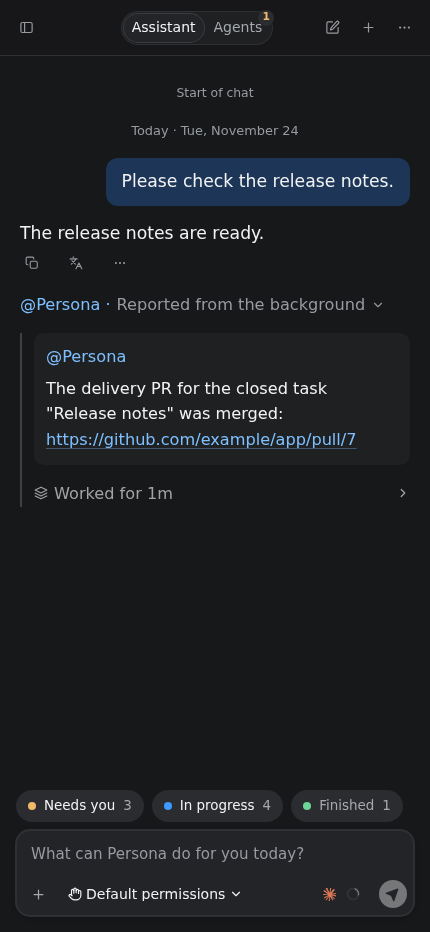 Assistant
Agents
1
Start of chat
Today · Tue, November 24
Please check the release notes.
The release notes are ready.
@Persona · Reported from the background
@Persona
The delivery PR for the closed task
"Release notes" was merged:
https://github.com/example/app/pull/7
Worked for 1m
Needs you 3
In progress 4
Finished 1
What can Persona do for you today?
Default permissions